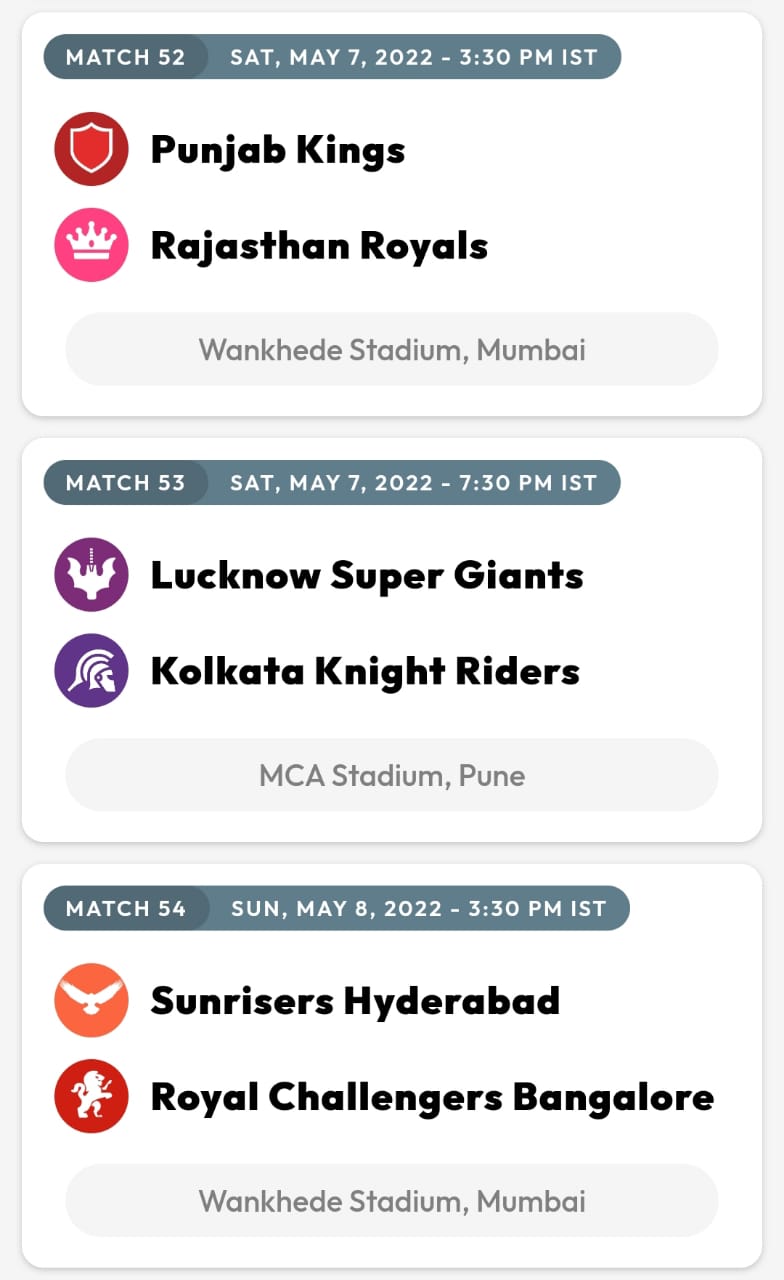 MATCH 52 SAT, MAY 7, 2022 - 3:30 PM IST
Punjab Kings
Rajasthan Royals
Wankhede Stadium, Mumbai
MATCH 53 SAT, MAY 7, 2022 - 7:30 PM IST
Lucknow Super Giants
Kolkata Knight Riders
MCA Stadium, Pune
MATCH 54 SUN, MAY 8, 2022 - 3:30 PM IST
Sunrisers Hyderabad
Royal Challengers Bangalore
Wankhede Stadium, Mumbai